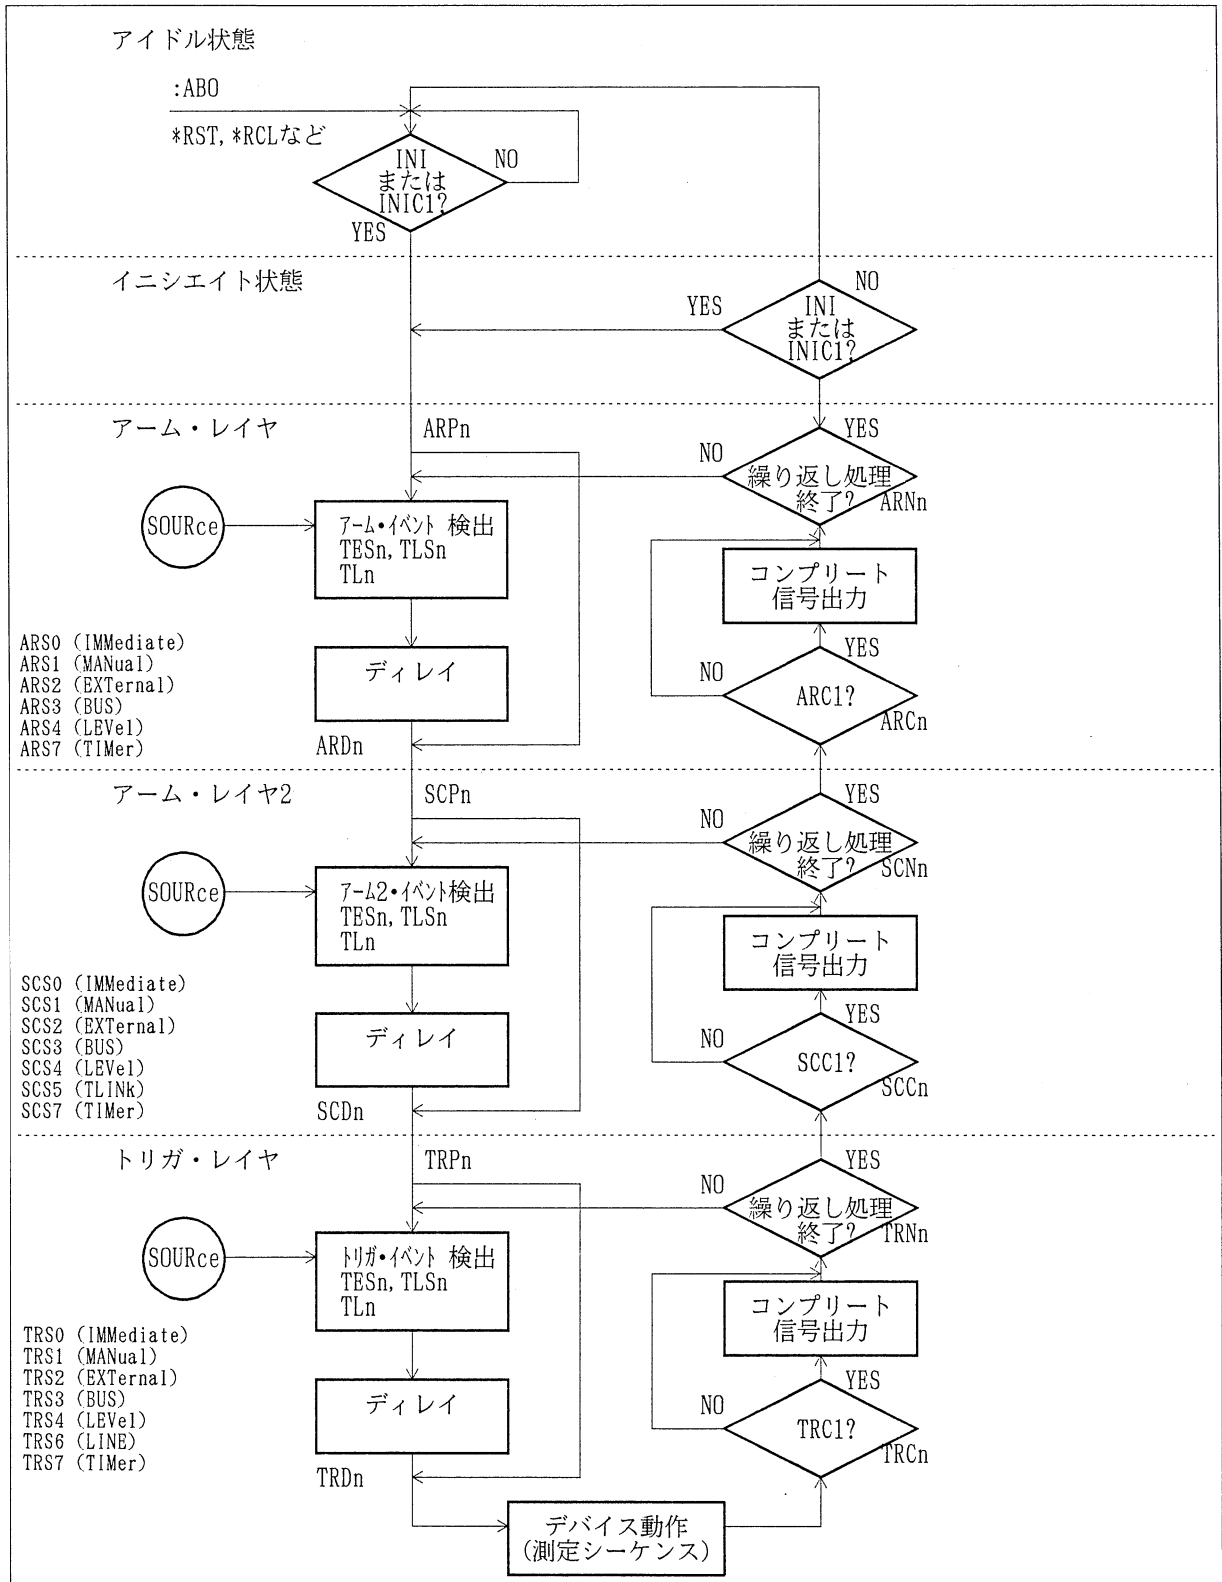 アイドル状態
:ABO
*RST,*RCLなど
INI
または
INIC1?
NO
YES
イニシエイト状態
YES
NO
INI
または
INIC1?
アーム・レイヤ
ARPn
NO
YES
繰り返し処理
終了?
ARNn
SOURce
アーム・イベント 検出
TESn,TLSn
TLn
コンプリート
信号出力
ARS0 (IMMediate)
ARS1 (MANual)
ARS2 (EXTernal)
ARS3 (BUS)
ARS4 (LEVel)
ARS7 (TIMer)
ディレイ
ARDn
YES
NO
ARC1?
ARCn
アーム・レイヤ2
SCPn
NO
YES
繰り返し処理
終了?
SCNn
SOURce
アーム2・イベント検出
TESn,TLSn
TLn
コンプリート
信号出力
SCS0 (IMMediate)
SCS1 (MANual)
SCS2 (EXTernal)
SCS3 (BUS)
SCS4 (LEVel)
SCS5 (TLINk)
SCS7 (TIMer)
ディレイ
SCDn
YES
NO
SCC1?
SCCn
トリガ・レイヤ
TRPn
NO
YES
繰り返し処理
終了?
TRNn
SOURce
トリガ・イベント 検出
TESn,TLSn
TLn
コンプリート
信号出力
TRS0 (IMMediate)
TRS1 (MANual)
TRS2 (EXTernal)
TRS3 (BUS)
TRS4 (LEVel)
TRS6 (LINE)
TRS7 (TIMer)
ディレイ
TRDn
YES
NO
TRC1?
TRCn
デバイス動作
(測定シーケンス)